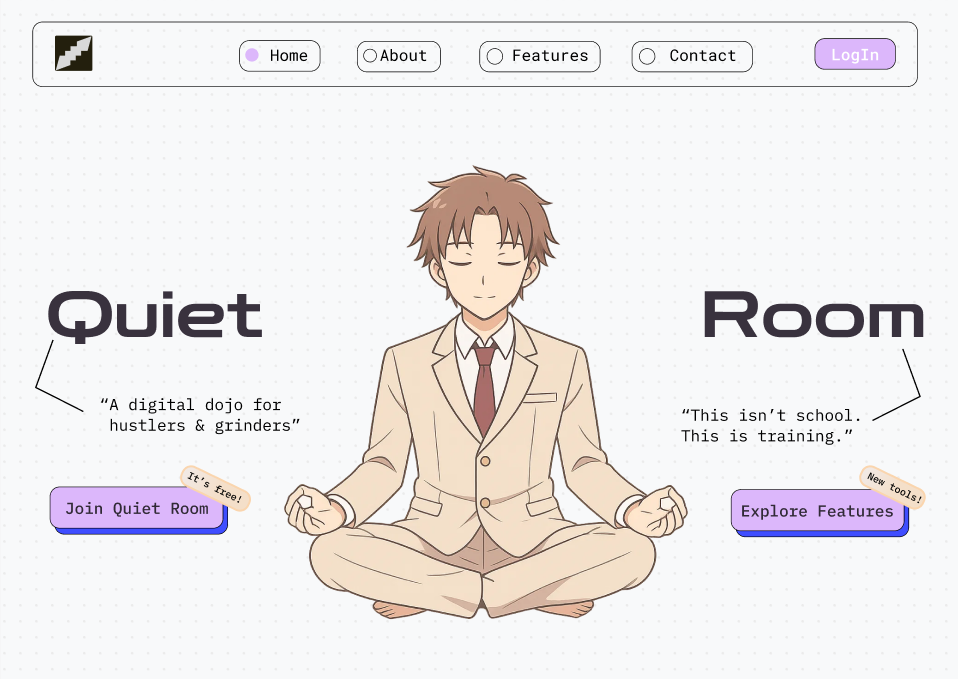 Home
About
Features
Contact
LogIn
Quiet
Room
“A digital dojo for
hustlers & grinders”
“This isn’t school.
This is training.”
It’s free!
Join Quiet Room
New tools!
Explore Features